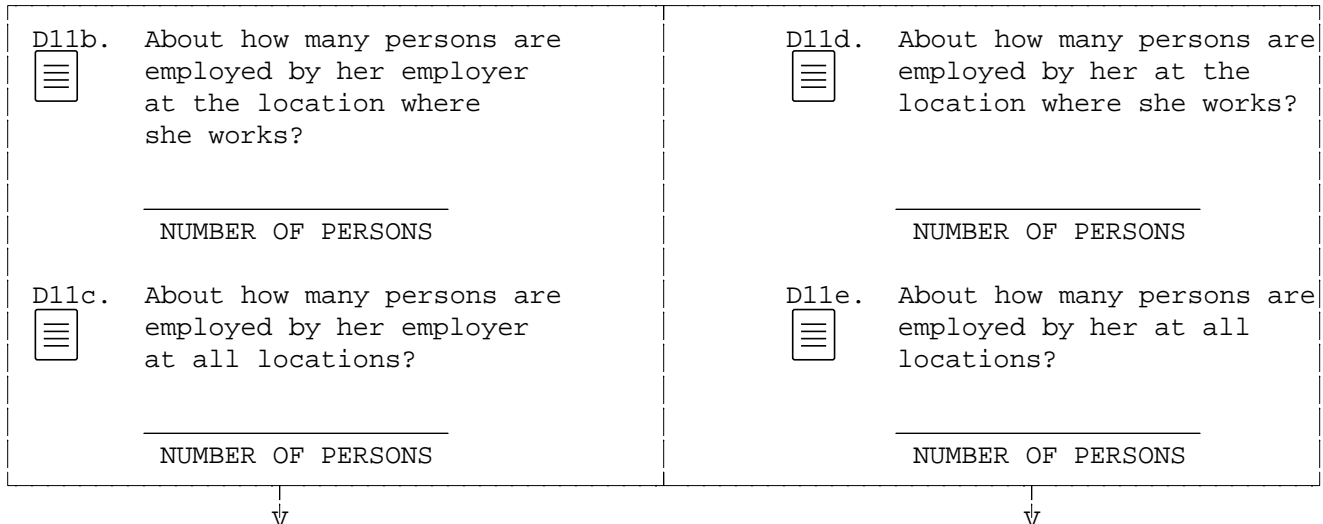 D11b. About how many persons are
employed by her employer
at the location where
she works?
NUMBER OF PERSONS
D11c. About how many persons are
employed by her employer
at all locations?
NUMBER OF PERSONS
D11d. About how many persons are
employed by her at the
location where she works?
NUMBER OF PERSONS
D11e. About how many persons are
employed by her at all
locations?
NUMBER OF PERSONS